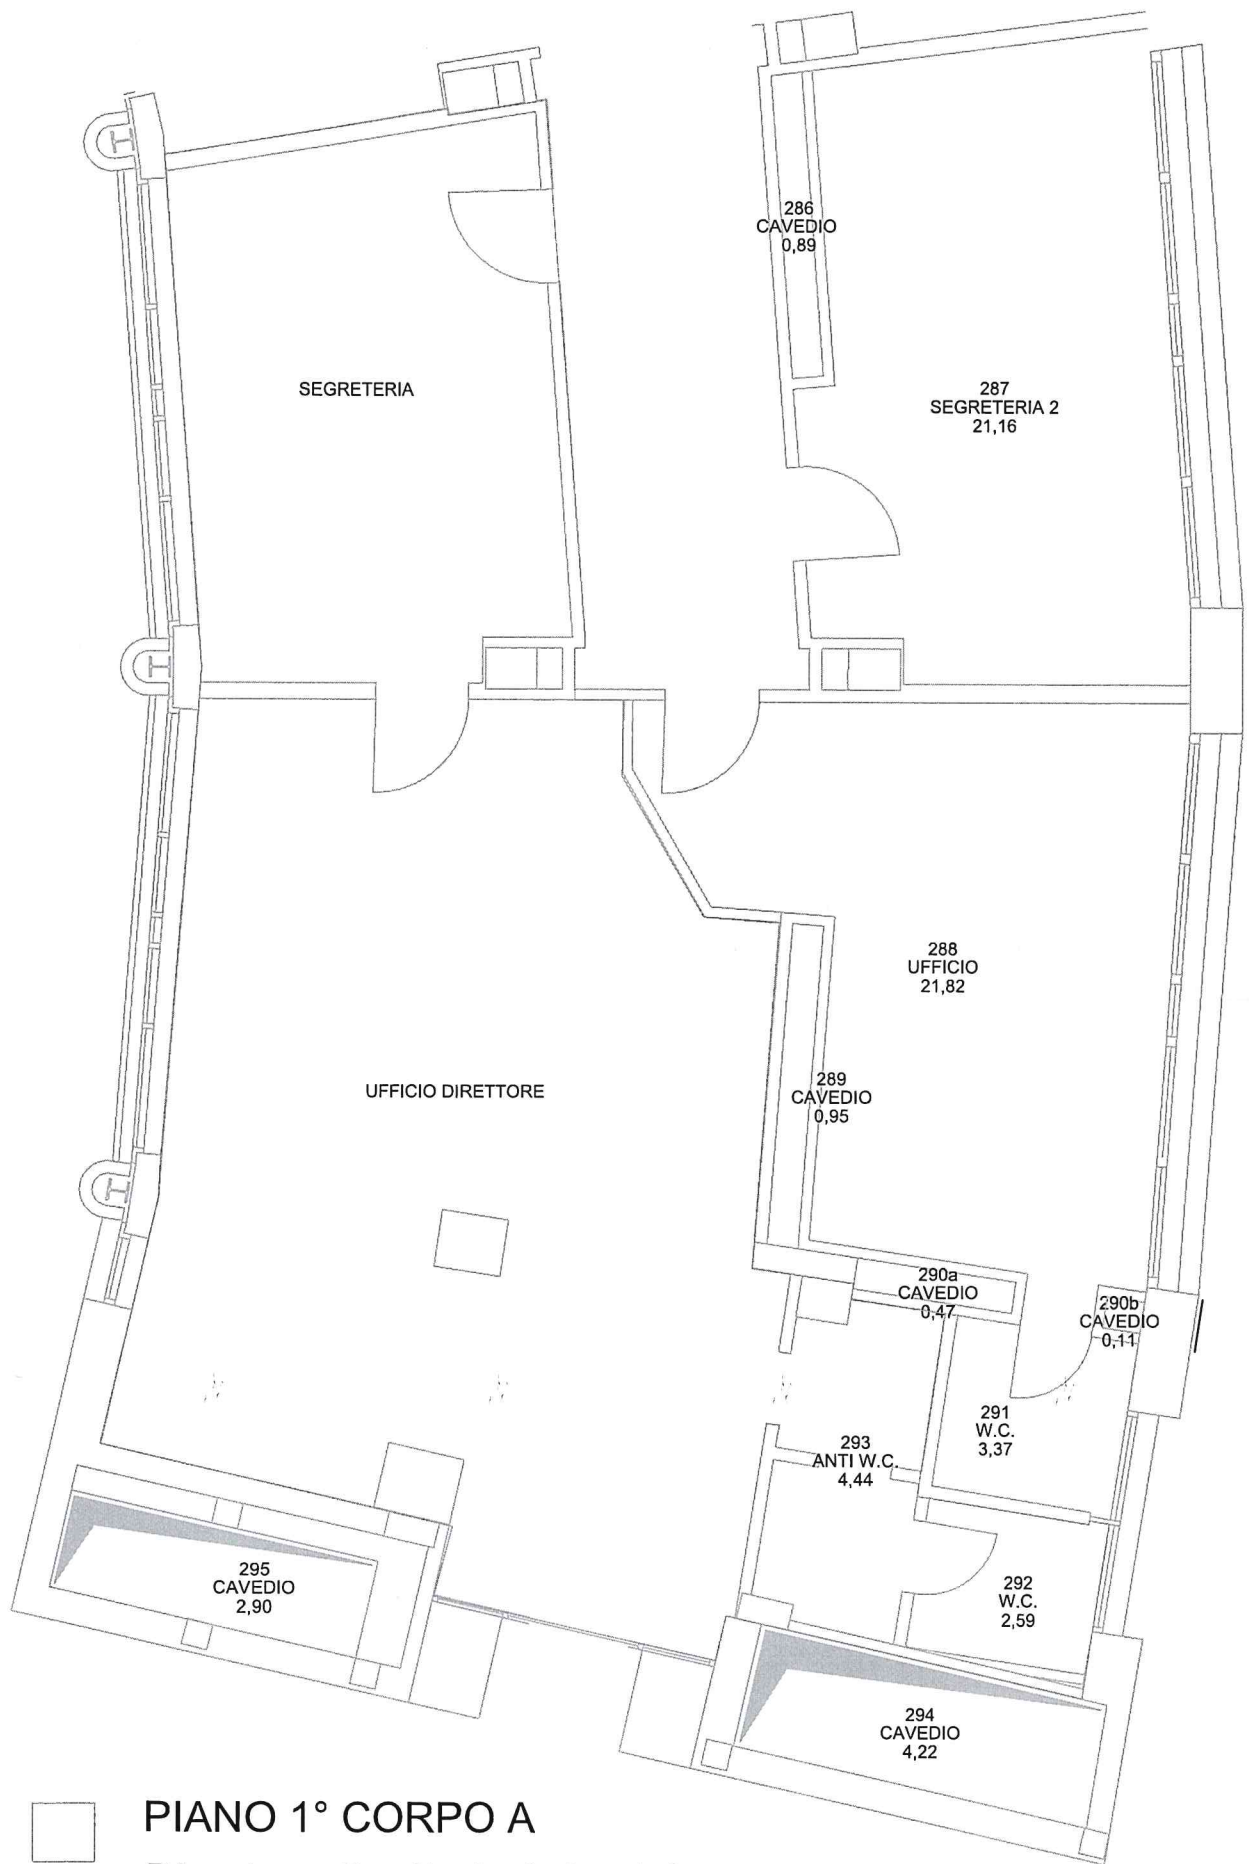 286
CAVEDIO
0,89
SEGRETERIA
287
SEGRETERIA 2
21,16
288
UFFICIO
21,82
289
CAVEDIO
0,95
UFFICIO DIRETTORE
290a
CAVEDIO
0,47
290b
CAVEDIO
0,11
291
W.C.
3,37
293
ANTI W.C.
4,44
295
CAVEDIO
2,90
292
W.C.
2,59
294
CAVEDIO
4,22
PIANO 1° CORPO A